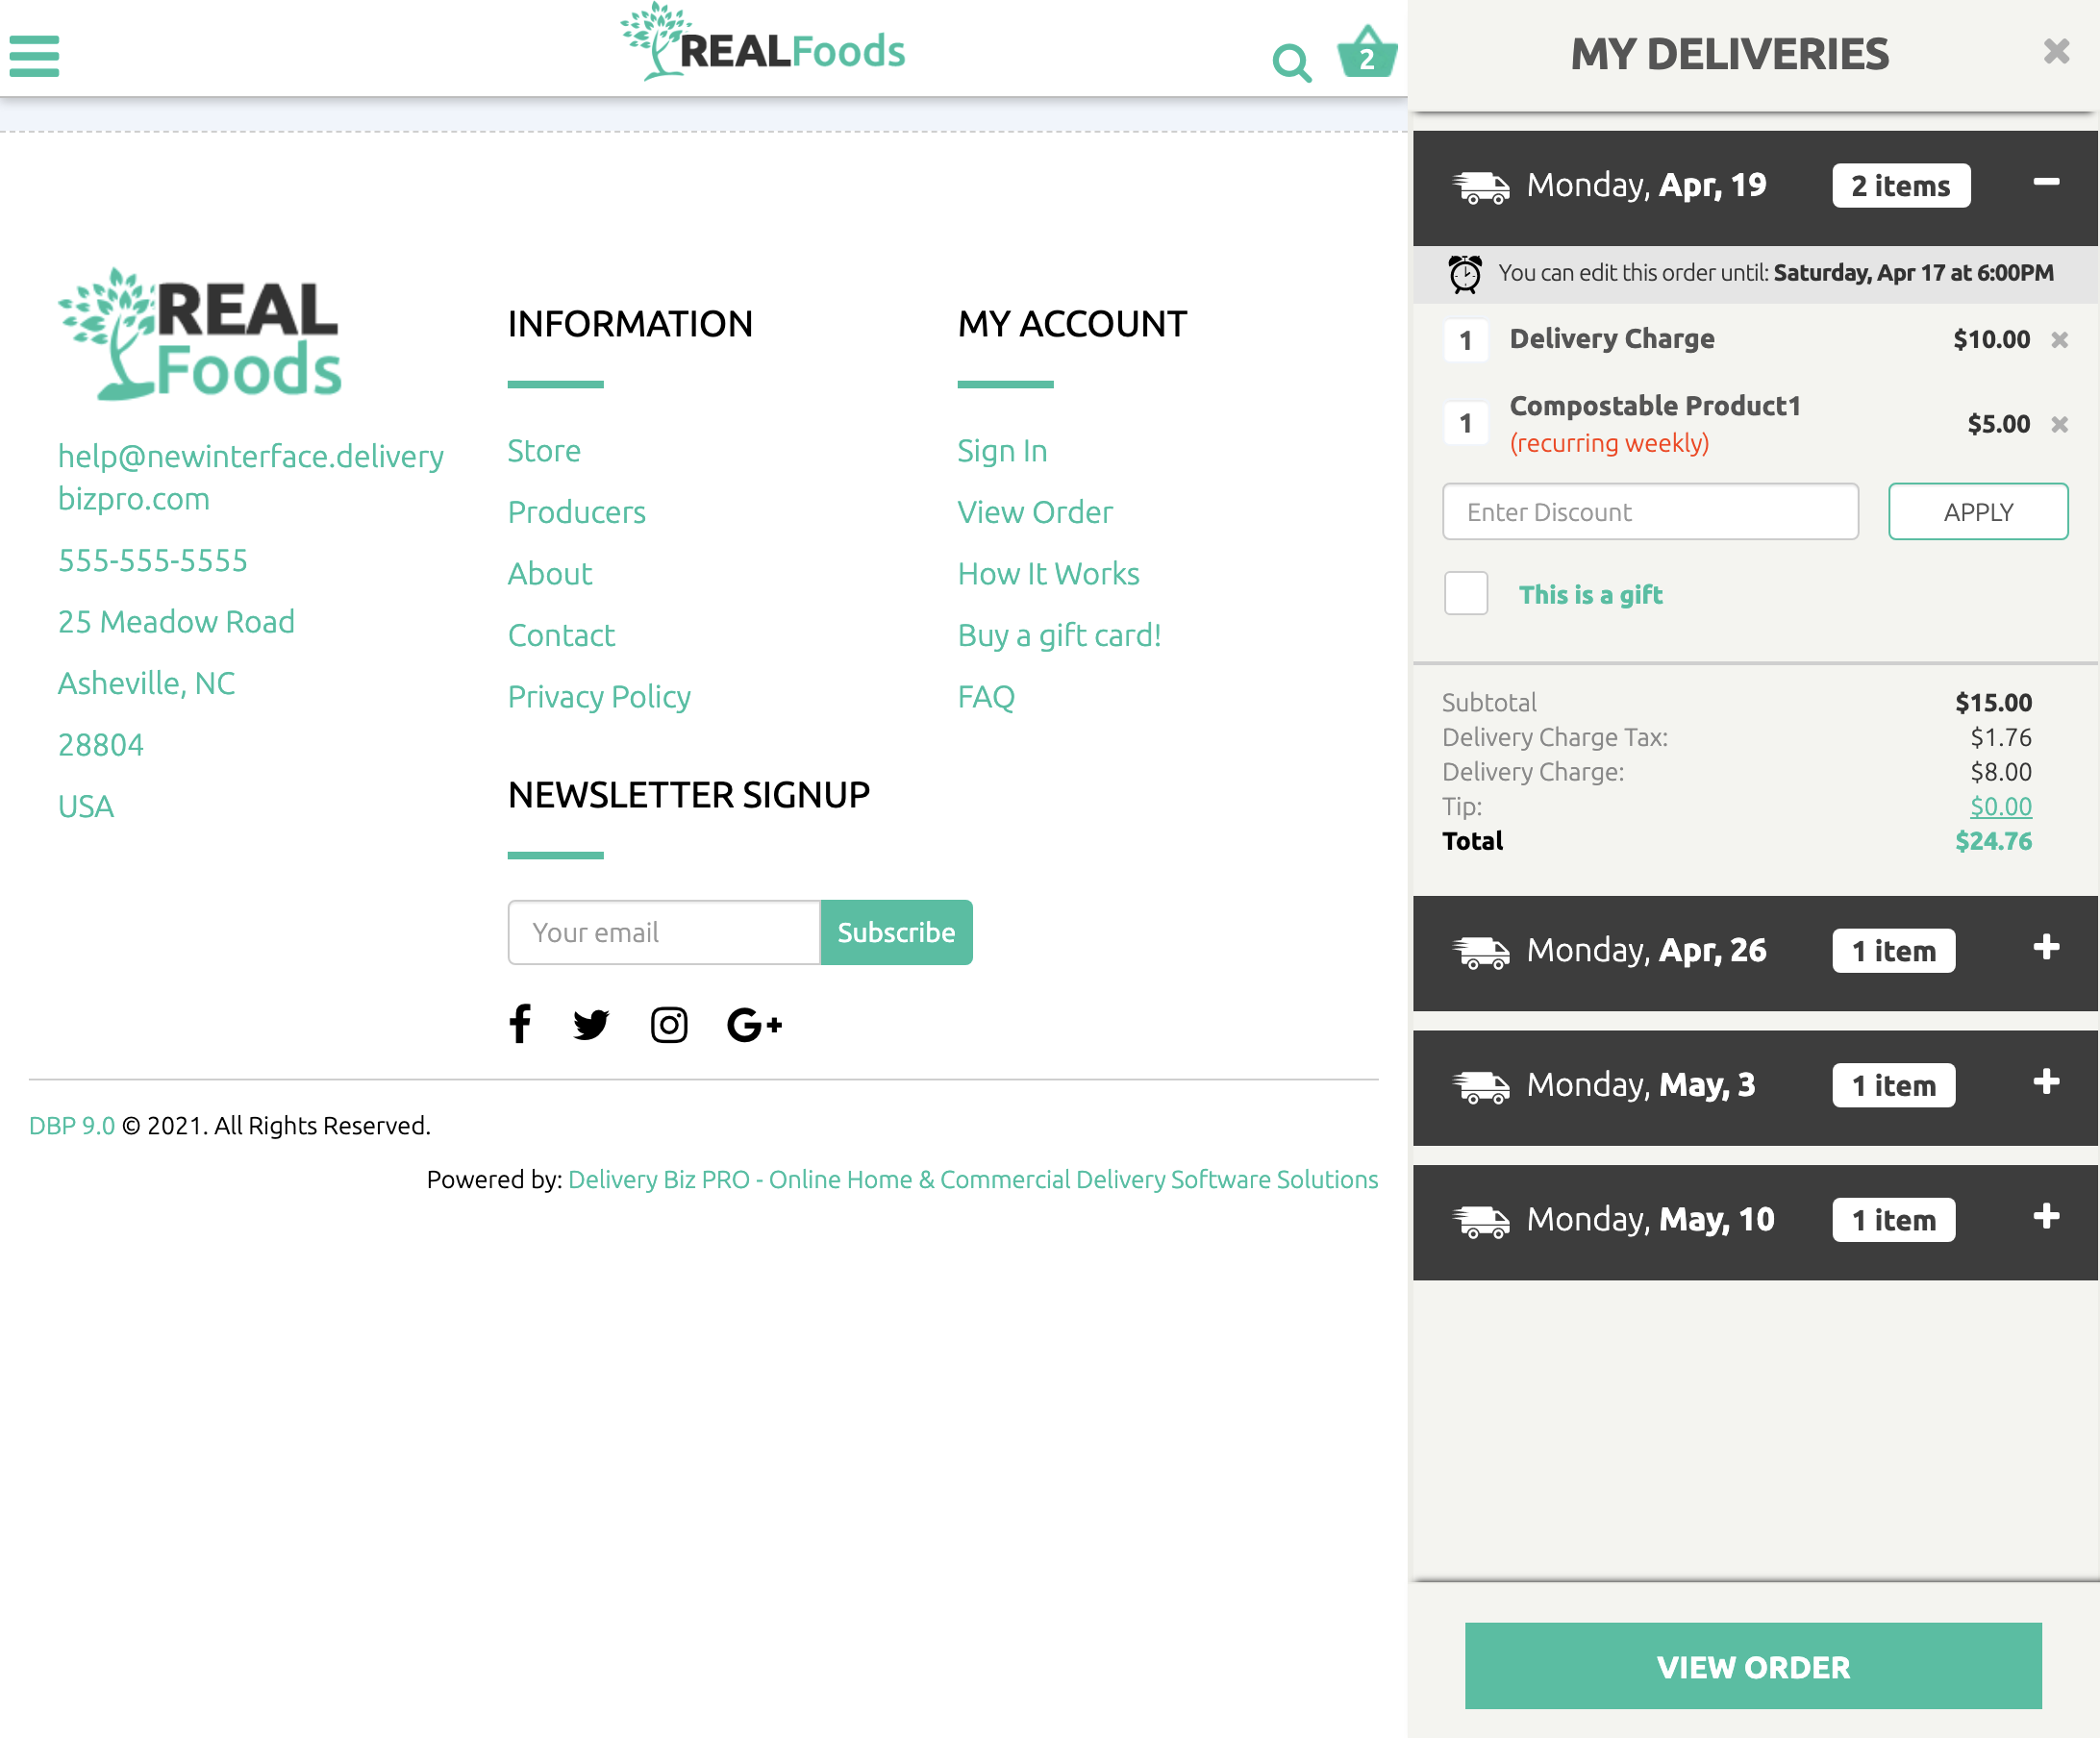 REALFoods
2
REAL
Foods
help@newinterface.delivery
bizpro.com
555-555-5555
25 Meadow Road
Asheville, NC
28804
USA
INFORMATION
Store
Producers
About
Contact
Privacy Policy
MY ACCOUNT
Sign In
View Order
How It Works
Buy a gift card!
FAQ
NEWSLETTER SIGNUP
Your email
Subscribe
DBP 9.0 © 2021. All Rights Reserved.
Powered by: Delivery Biz PRO - Online Home & Commercial Delivery Software Solutions
MY DELIVERIES
Monday, Apr, 19 2 items
You can edit this order until: Saturday, Apr 17 at 6:00PM
1 Delivery Charge $10.00
1 Compostable Product1 $5.00
(recurring weekly)
Enter Discount APPLY
This is a gift
Subtotal $15.00
Delivery Charge Tax: $1.76
Delivery Charge: $8.00
Tip: $0.00
Total $24.76
Monday, Apr, 26 1 item
Monday, May, 3 1 item
Monday, May, 10 1 item
VIEW ORDER